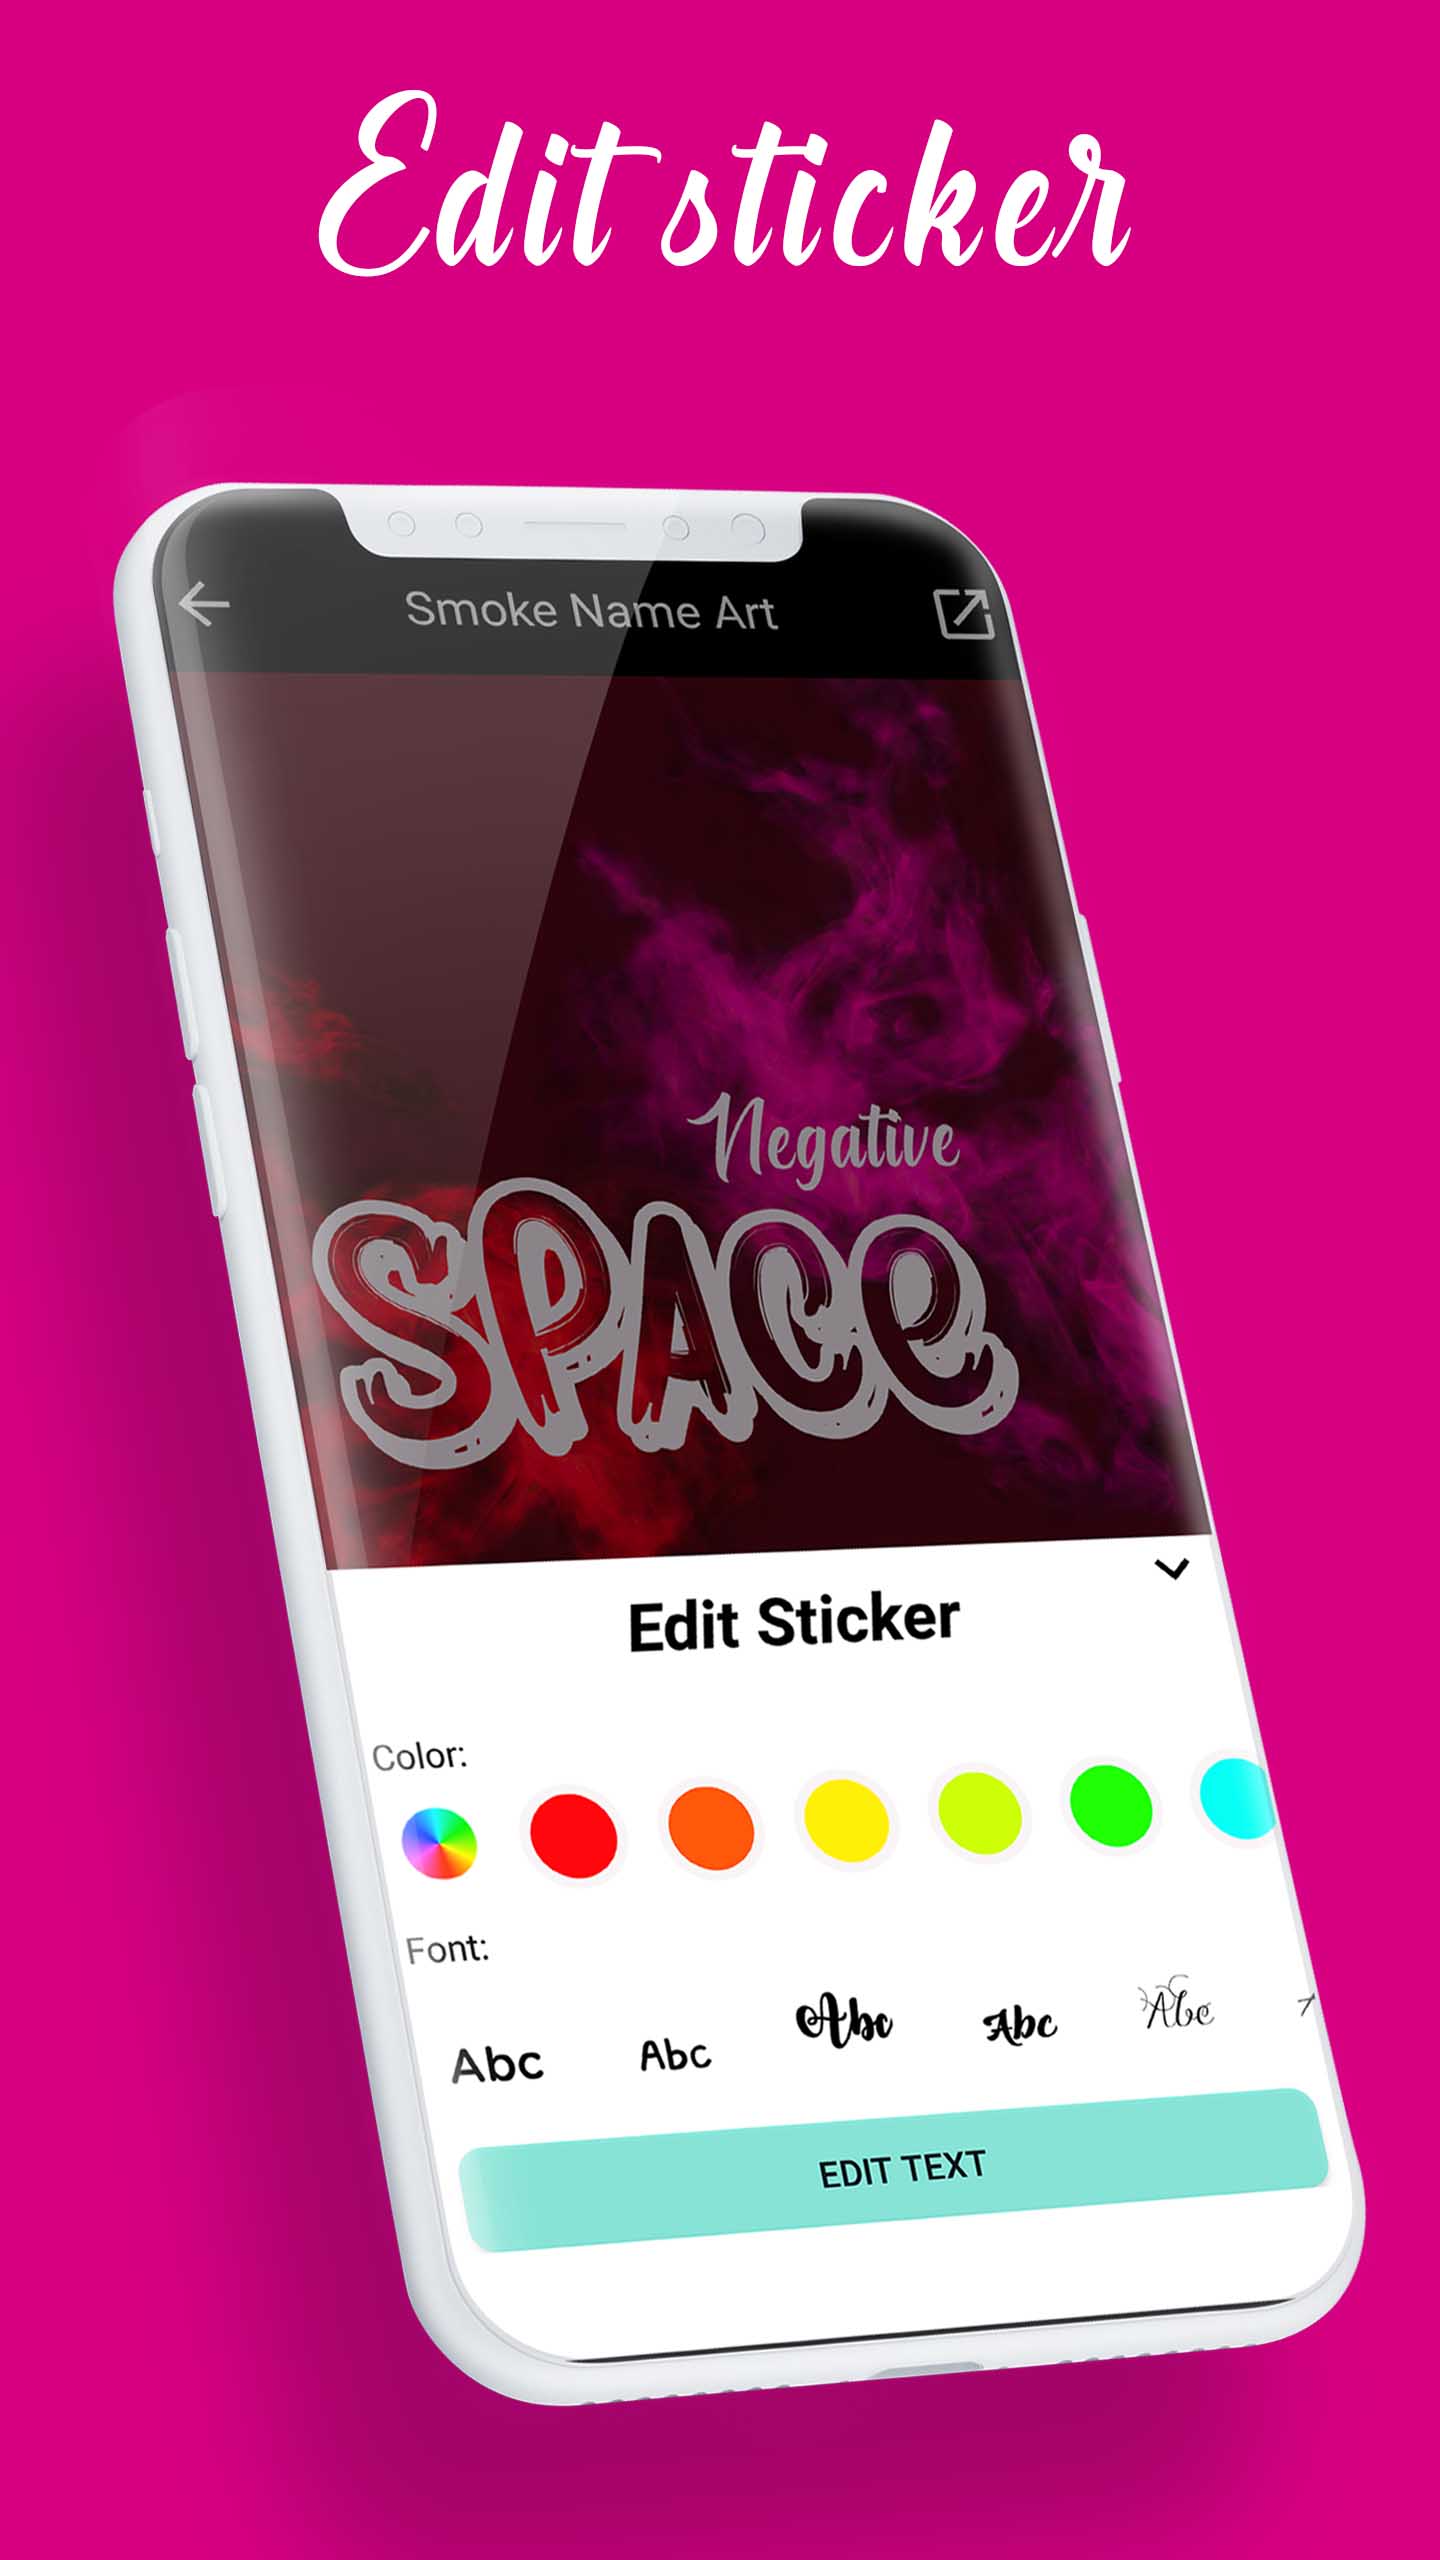 Edit sticker
Smoke Name Art
Negative
SPACE
Edit Sticker
Color:
Font:
Abc Abc Abc Abc Abc
EDIT TEXT